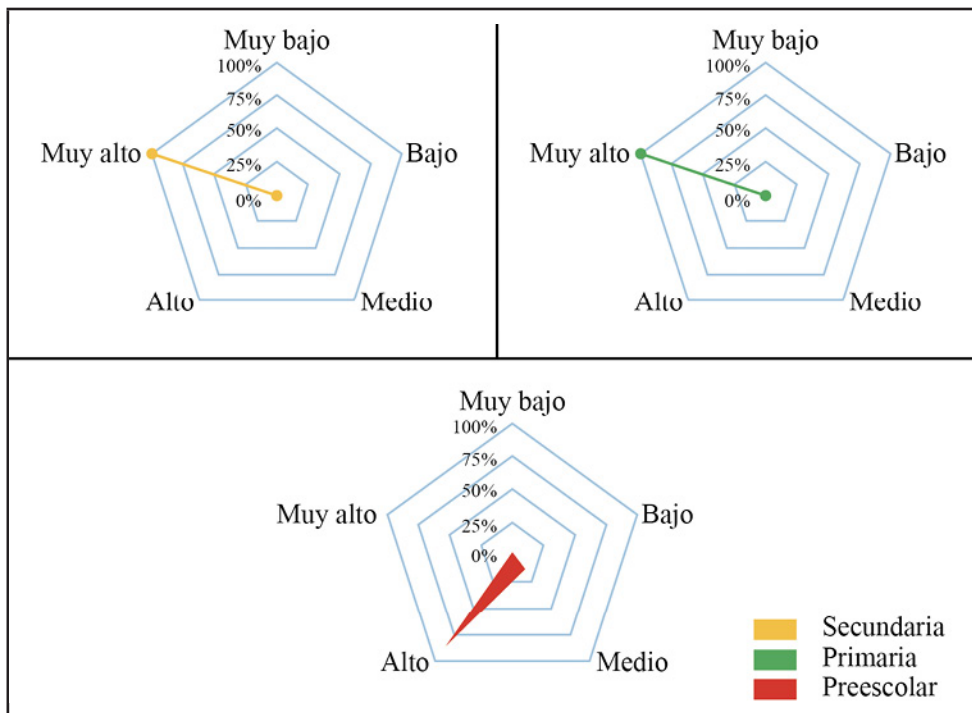 Muy bajo
100%
75%
50%
25%
0%
Muy alto
Bajo
Alto
Medio
Muy bajo
100%
75%
50%
25%
0%
Muy alto
Bajo
Alto
Medio
Muy bajo
100%
75%
50%
25%
0%
Muy alto
Bajo
Alto
Medio
Secundaria
Primaria
Preescolar